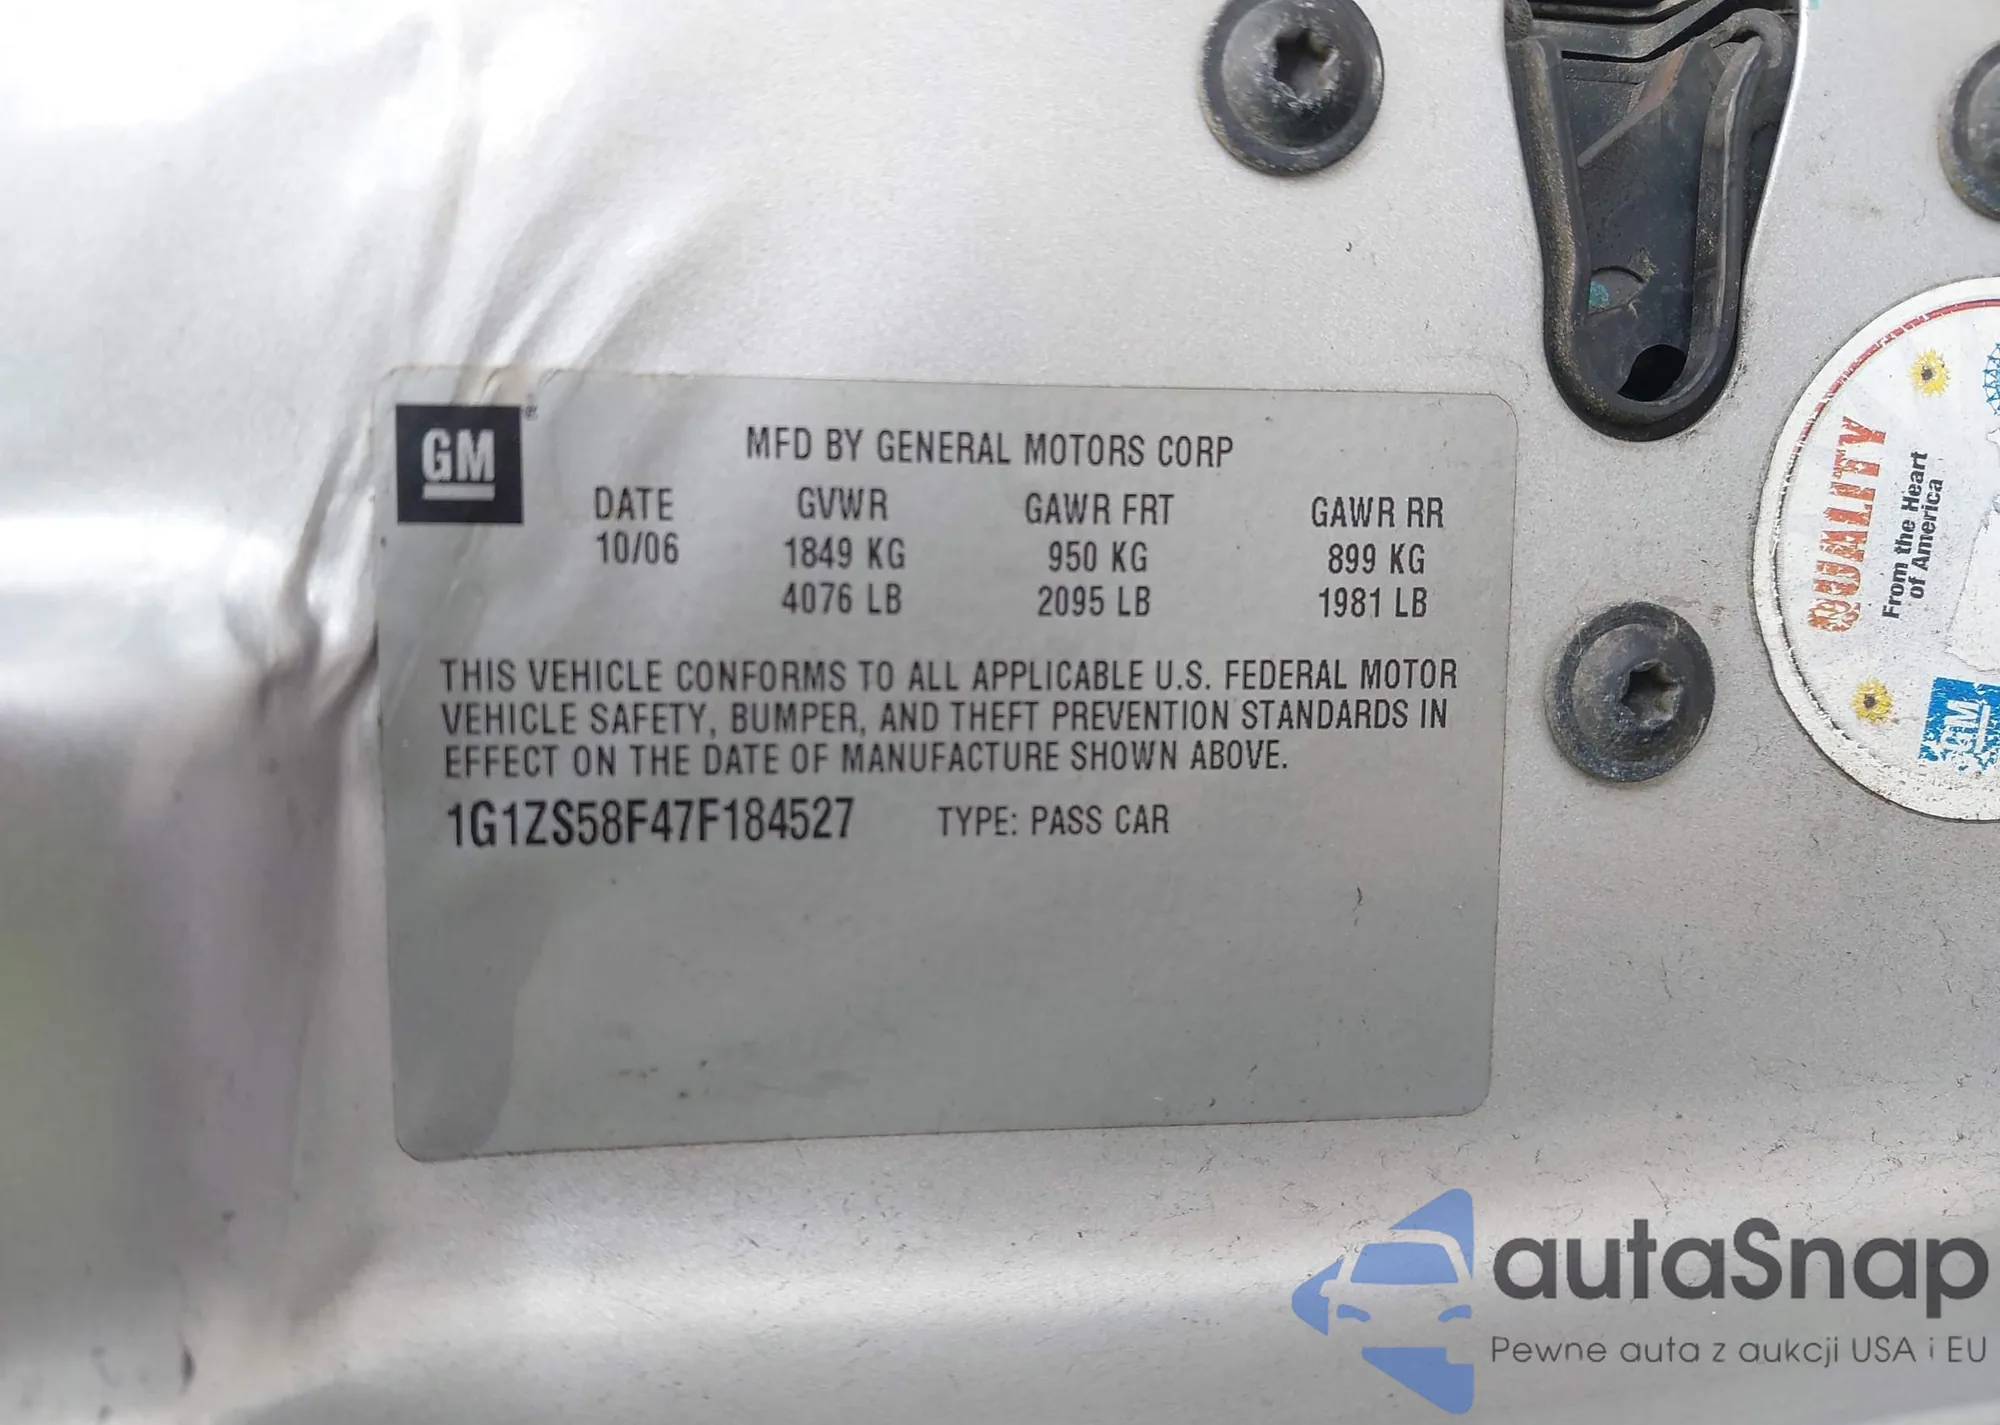 GM
MFD BY GENERAL MOTORS CORP
DATE GVWR GAWR FRT GAWR RR
10/06 1849 KG 950 KG 899 KG
4076 LB 2095 LB 1981 LB
THIS VEHICLE CONFORMS TO ALL APPLICABLE U.S. FEDERAL MOTOR
VEHICLE SAFETY, BUMPER, AND THEFT PREVENTION STANDARDS IN
EFFECT ON THE DATE OF MANUFACTURE SHOWN ABOVE.
1G1ZS58F47F184527 TYPE: PASS CAR
QUALITY
From the Heart
of America
GM
autaSnap
Pewne auta z aukcji USA i EU